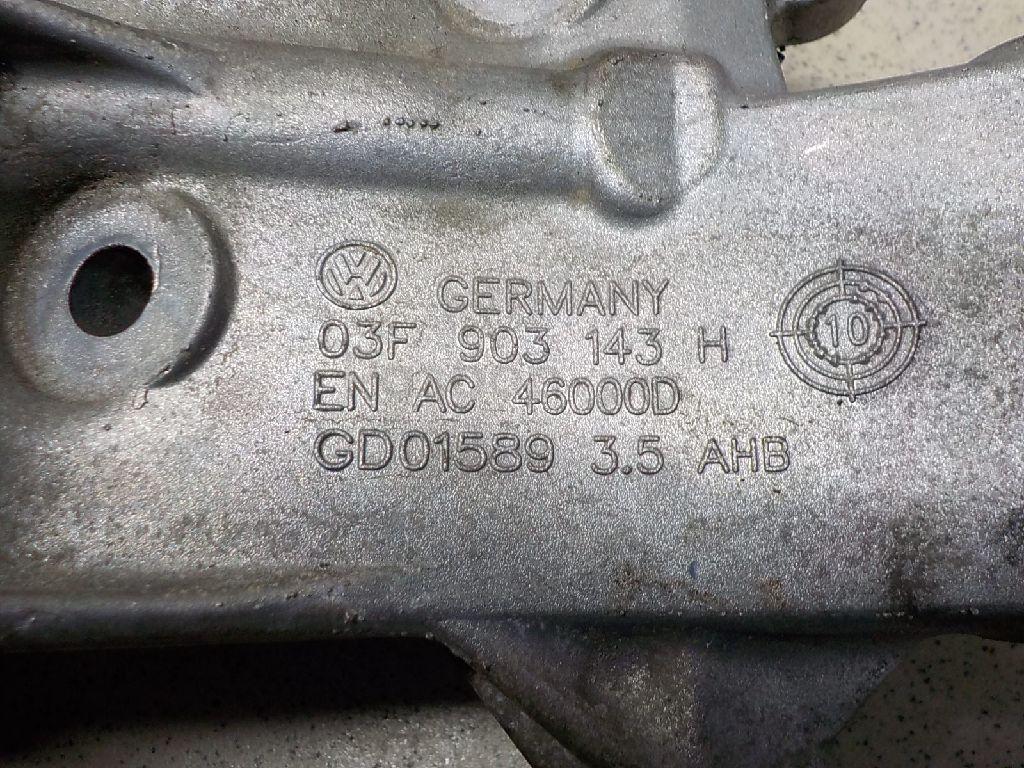 VW GERMANY
03F 903 143 H
10
EN AC 46000D
GD01589 3.5 AHB